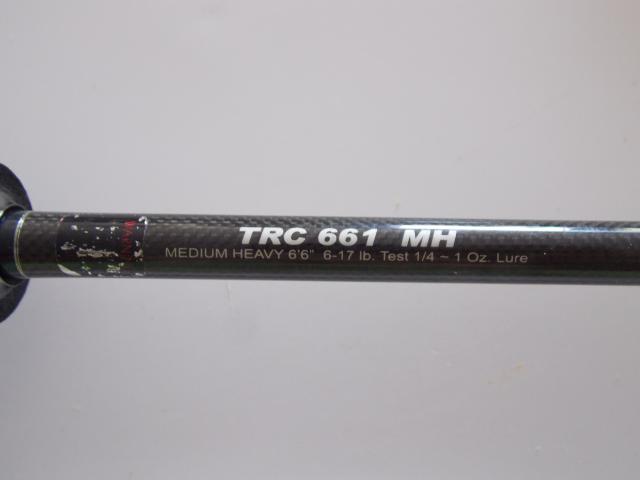 TRC 661 MH
MEDIUM HEAVY 6'6" 6-17 lb. Test 1/4 ~ 1 Oz. Lure